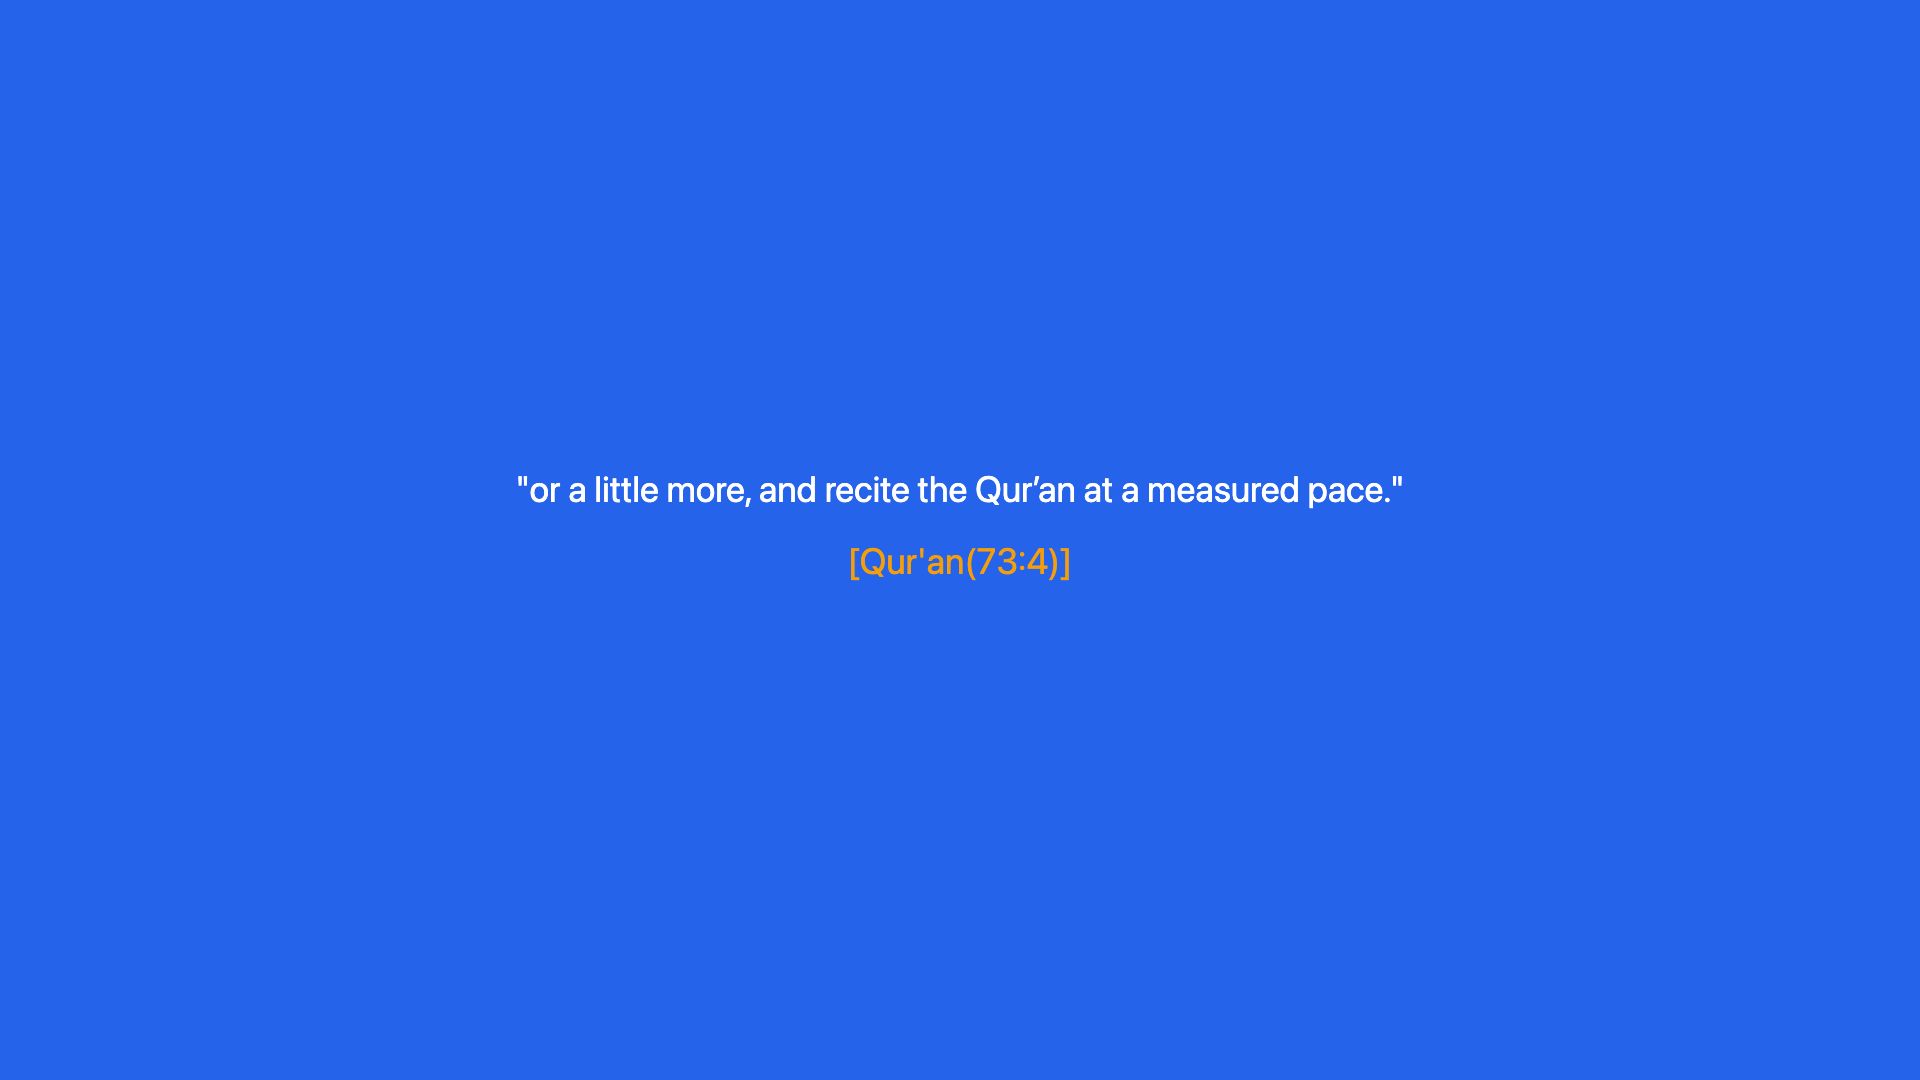 "or a little more, and recite the Qur’an at a measured pace."
[Qur'an(73:4)]